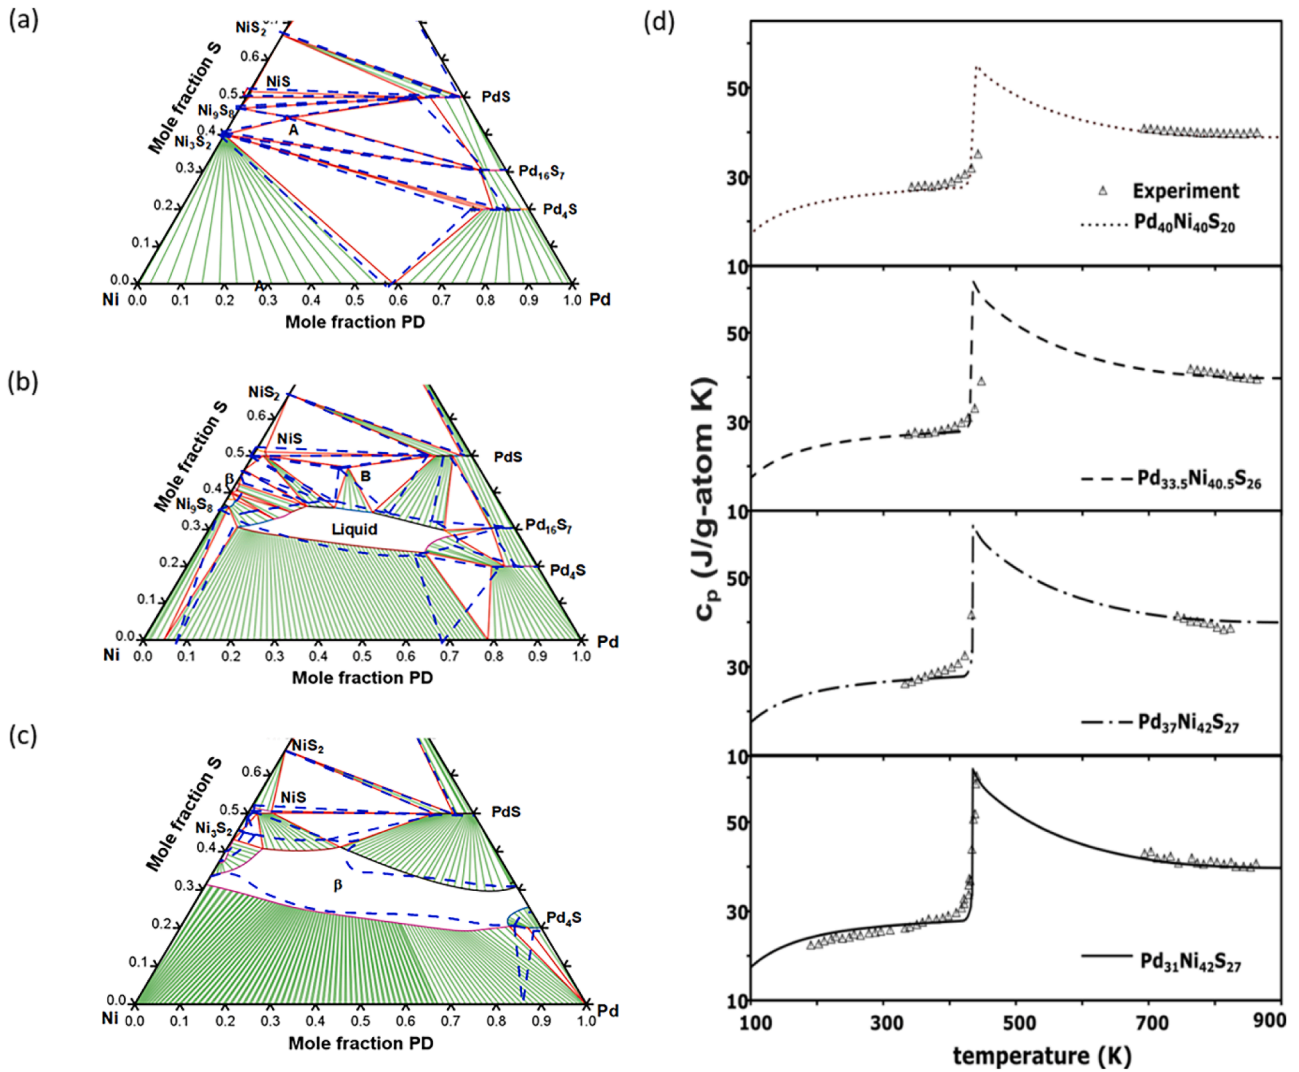 (a)
0.7
NiS2
0.6
Mole fraction S
NiS
0.5
PdS
Ni9S8
A
0.4
Ni3S2
0.3
Pd16S7
0.2
Pd4S
0.1
0.0
A
Ni 0.0 0.1 0.2 0.3 0.4 0.5 0.6 0.7 0.8 0.9 1.0 Pd
Mole fraction PD
(b)
NiS2
0.6
Mole fraction S
NiS
0.5
PdS
B
β
0.4
Ni9S8
Liquid
0.3
Pd16S7
0.2
Pd4S
0.1
0.0
Ni 0.0 0.1 0.2 0.3 0.4 0.5 0.6 0.7 0.8 0.9 1.0 Pd
Mole fraction PD
(c)
NiS2
0.6
Mole fraction S
NiS
0.5
PdS
Ni3S2
0.4
β
0.3
0.2
Pd4S
0.1
0.0
Ni 0.0 0.1 0.2 0.3 0.4 0.5 0.6 0.7 0.8 0.9 1.0 Pd
Mole fraction PD
(d)
50
30
Experiment
Pd40Ni40S20
10
50
30
Pd33.5Ni40.5S26
10
50
30
Pd37Ni42S27
10
50
30
Pd31Ni42S27
10
cp (J/g-atom K)
100 300 500 700 900
temperature (K)